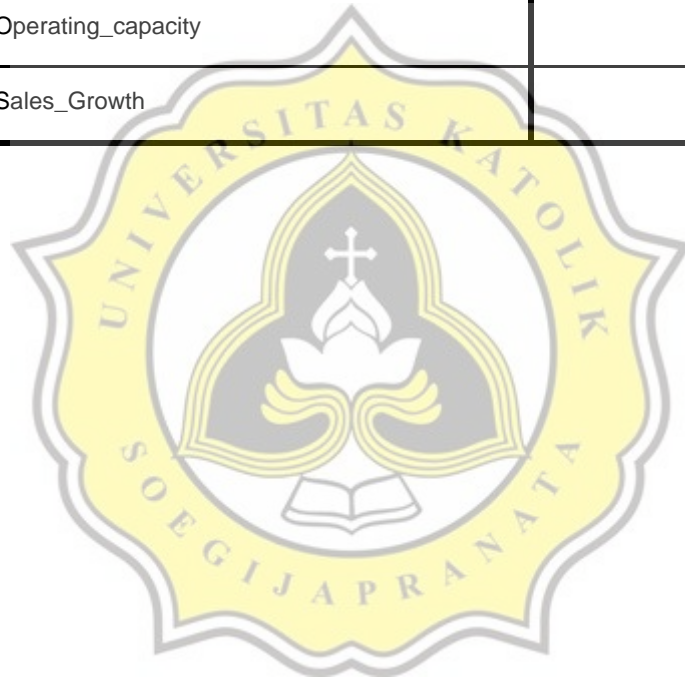 Operating_capacity
Sales_Growth
UNIVERSITAS KATOLIK
SOEGIJAPRANATA